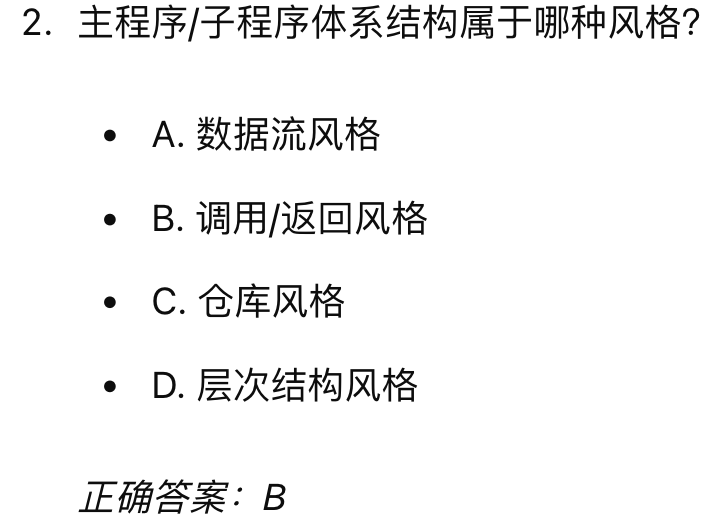 2. 主程序/子程序体系结构属于哪种风格?
• A. 数据流风格
• B. 调用/返回风格
• C. 仓库风格
• D. 层次结构风格
正确答案：B